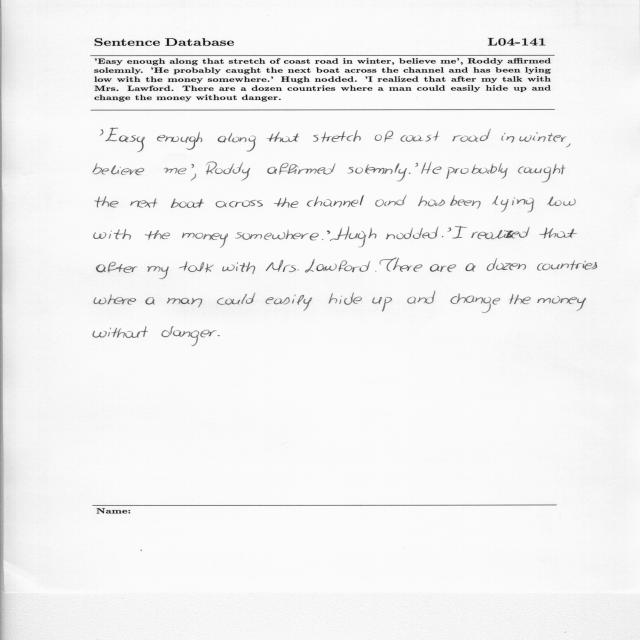 Sentence Database L04-141
'Easy enough along that stretch of coast road in winter, believe me', Roddy affirmed
solemnly. 'He probably caught the next boat across the channel and has been lying
low with the money somewhere.' Hugh nodded. 'I realized that after my talk with
Mrs. Lawford. There are a dozen countries where a man could easily hide up and
change the money without danger.
'Easy enough along that stretch of coast road in winter,
believe me', Roddy affirmed solemnly. 'He probably caught
the next boat across the channel and has been lying low
with the money somewhere.' Hugh nodded. 'I realized that
after my talk with Mrs. Lawford. There are a dozen countries
where a man could easily hide up and change the money
without danger.
Name: